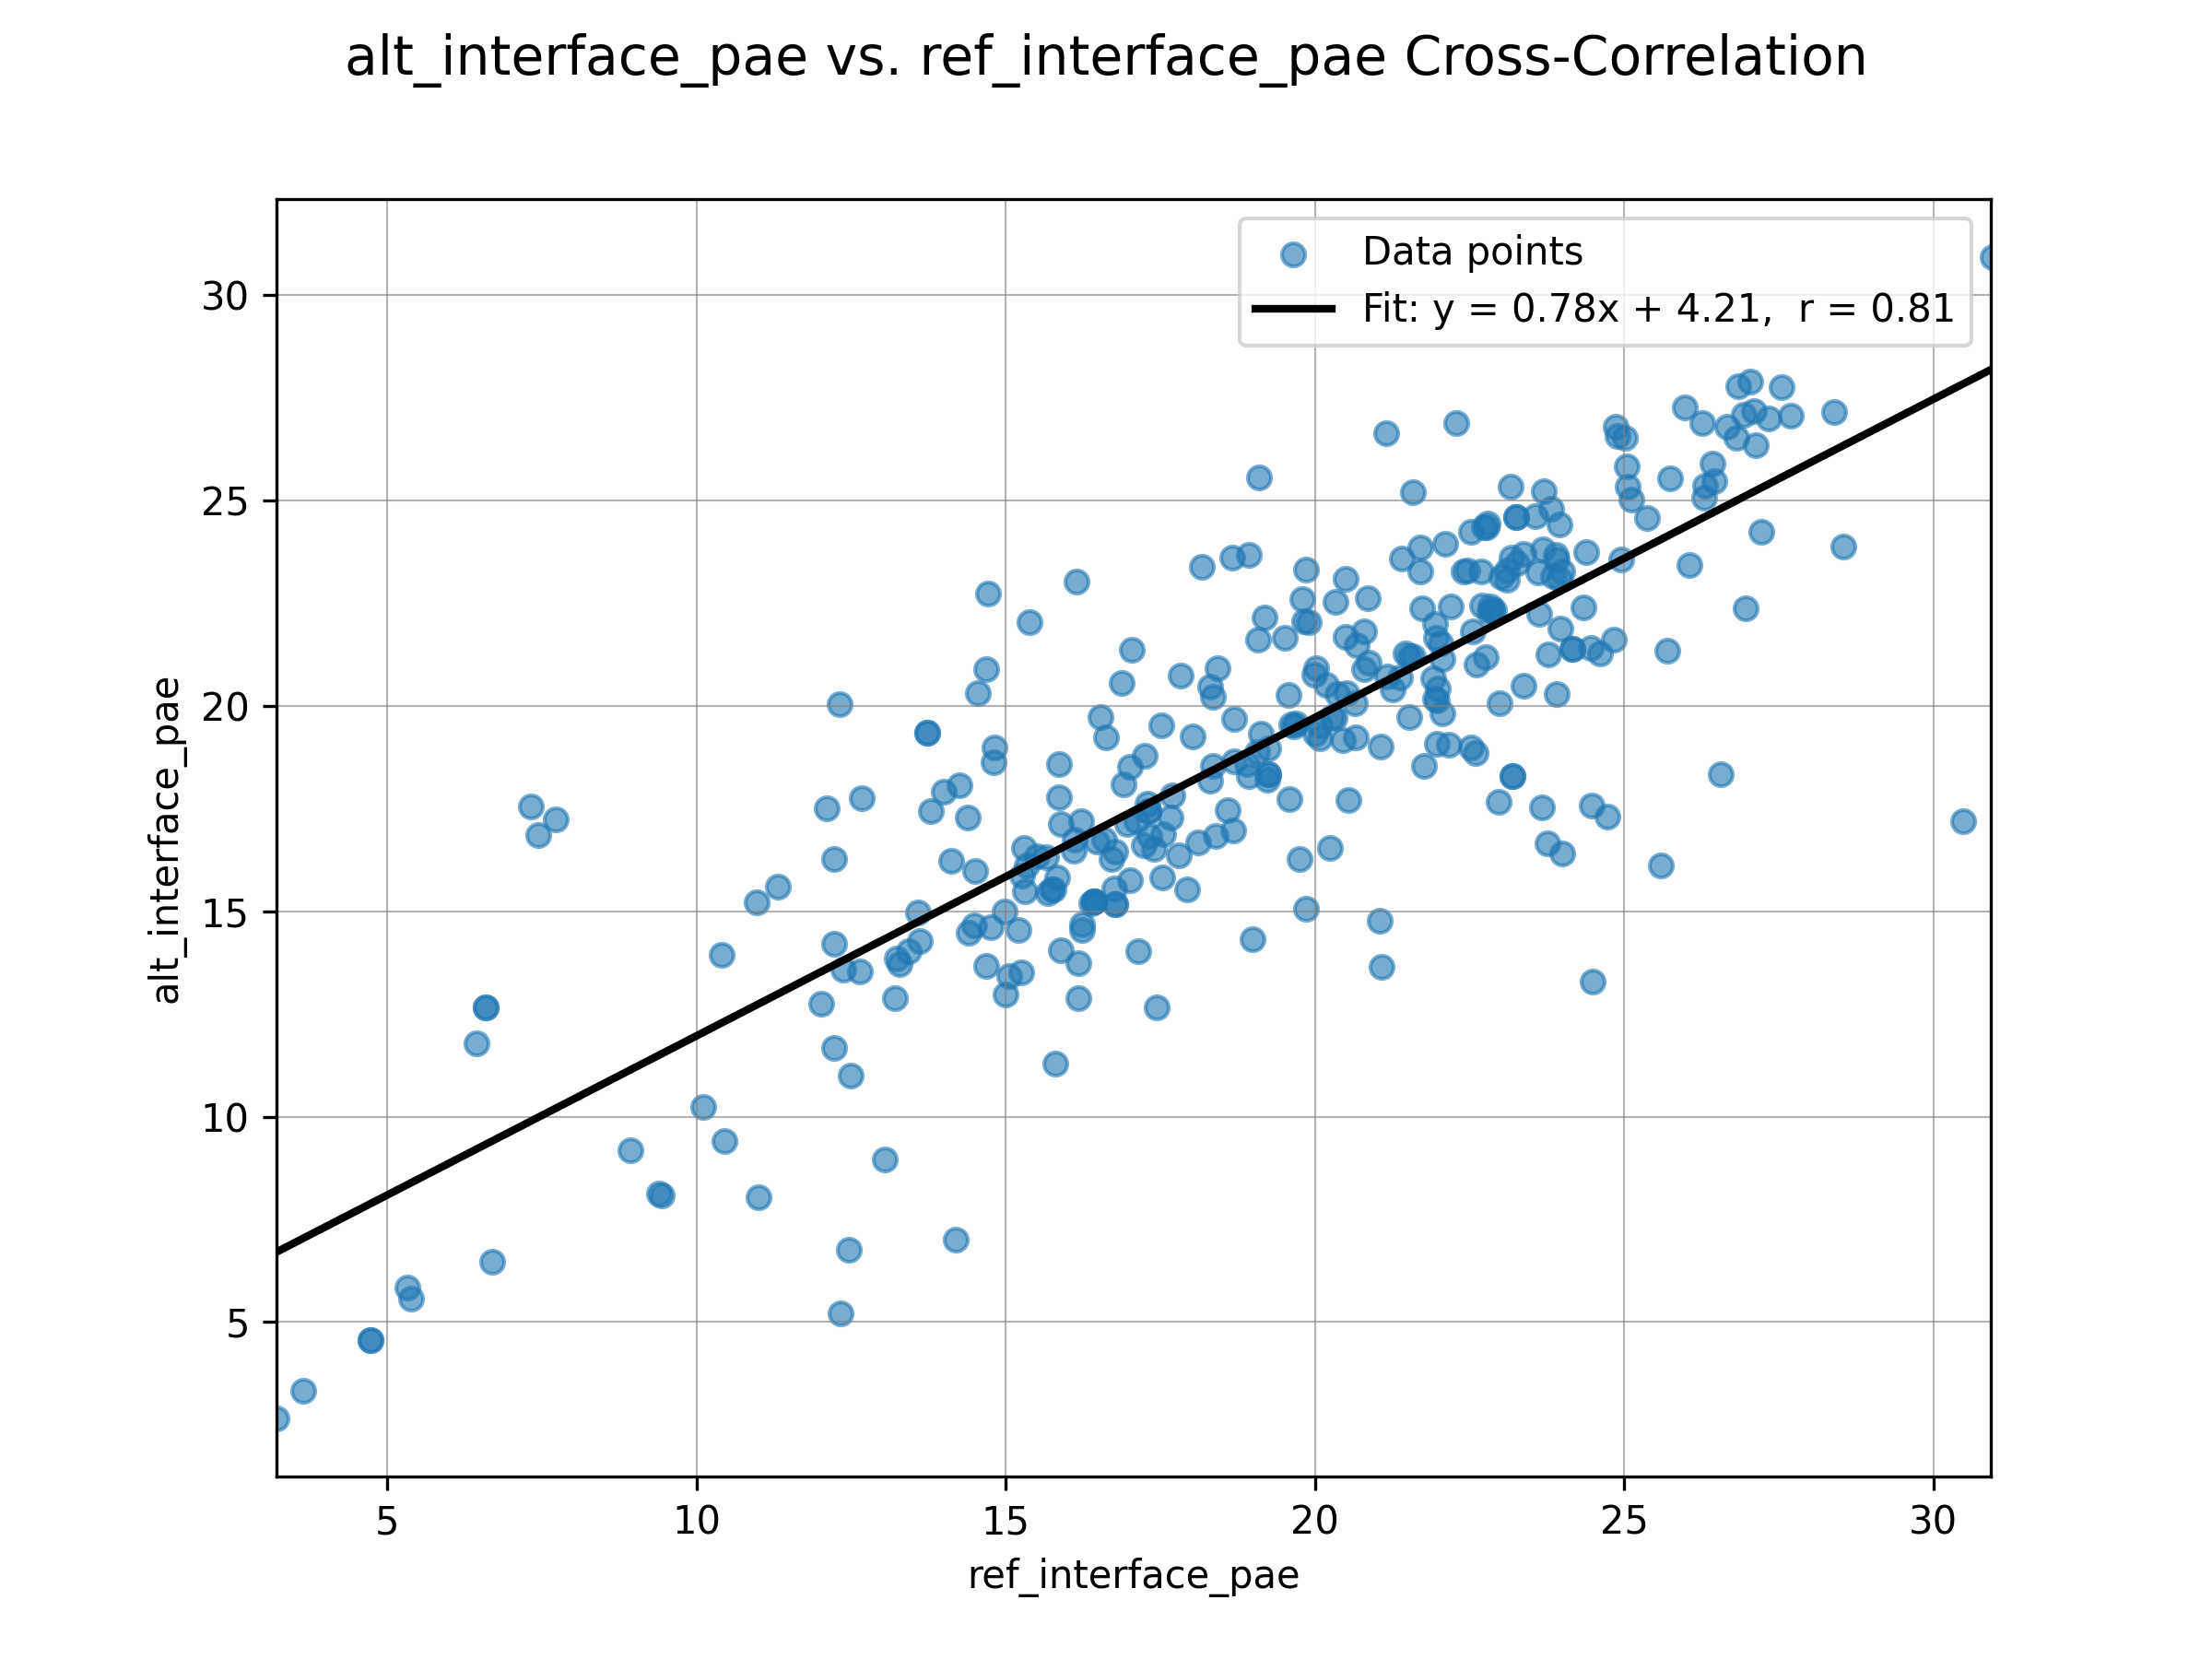 alt_interface_pae vs. ref_interface_pae Cross-Correlation
Data points
Fit: y = 0.78x + 4.21,  r = 0.81
30
25
20
15
10
5
alt_interface_pae
5 10 15 20 25 30
ref_interface_pae